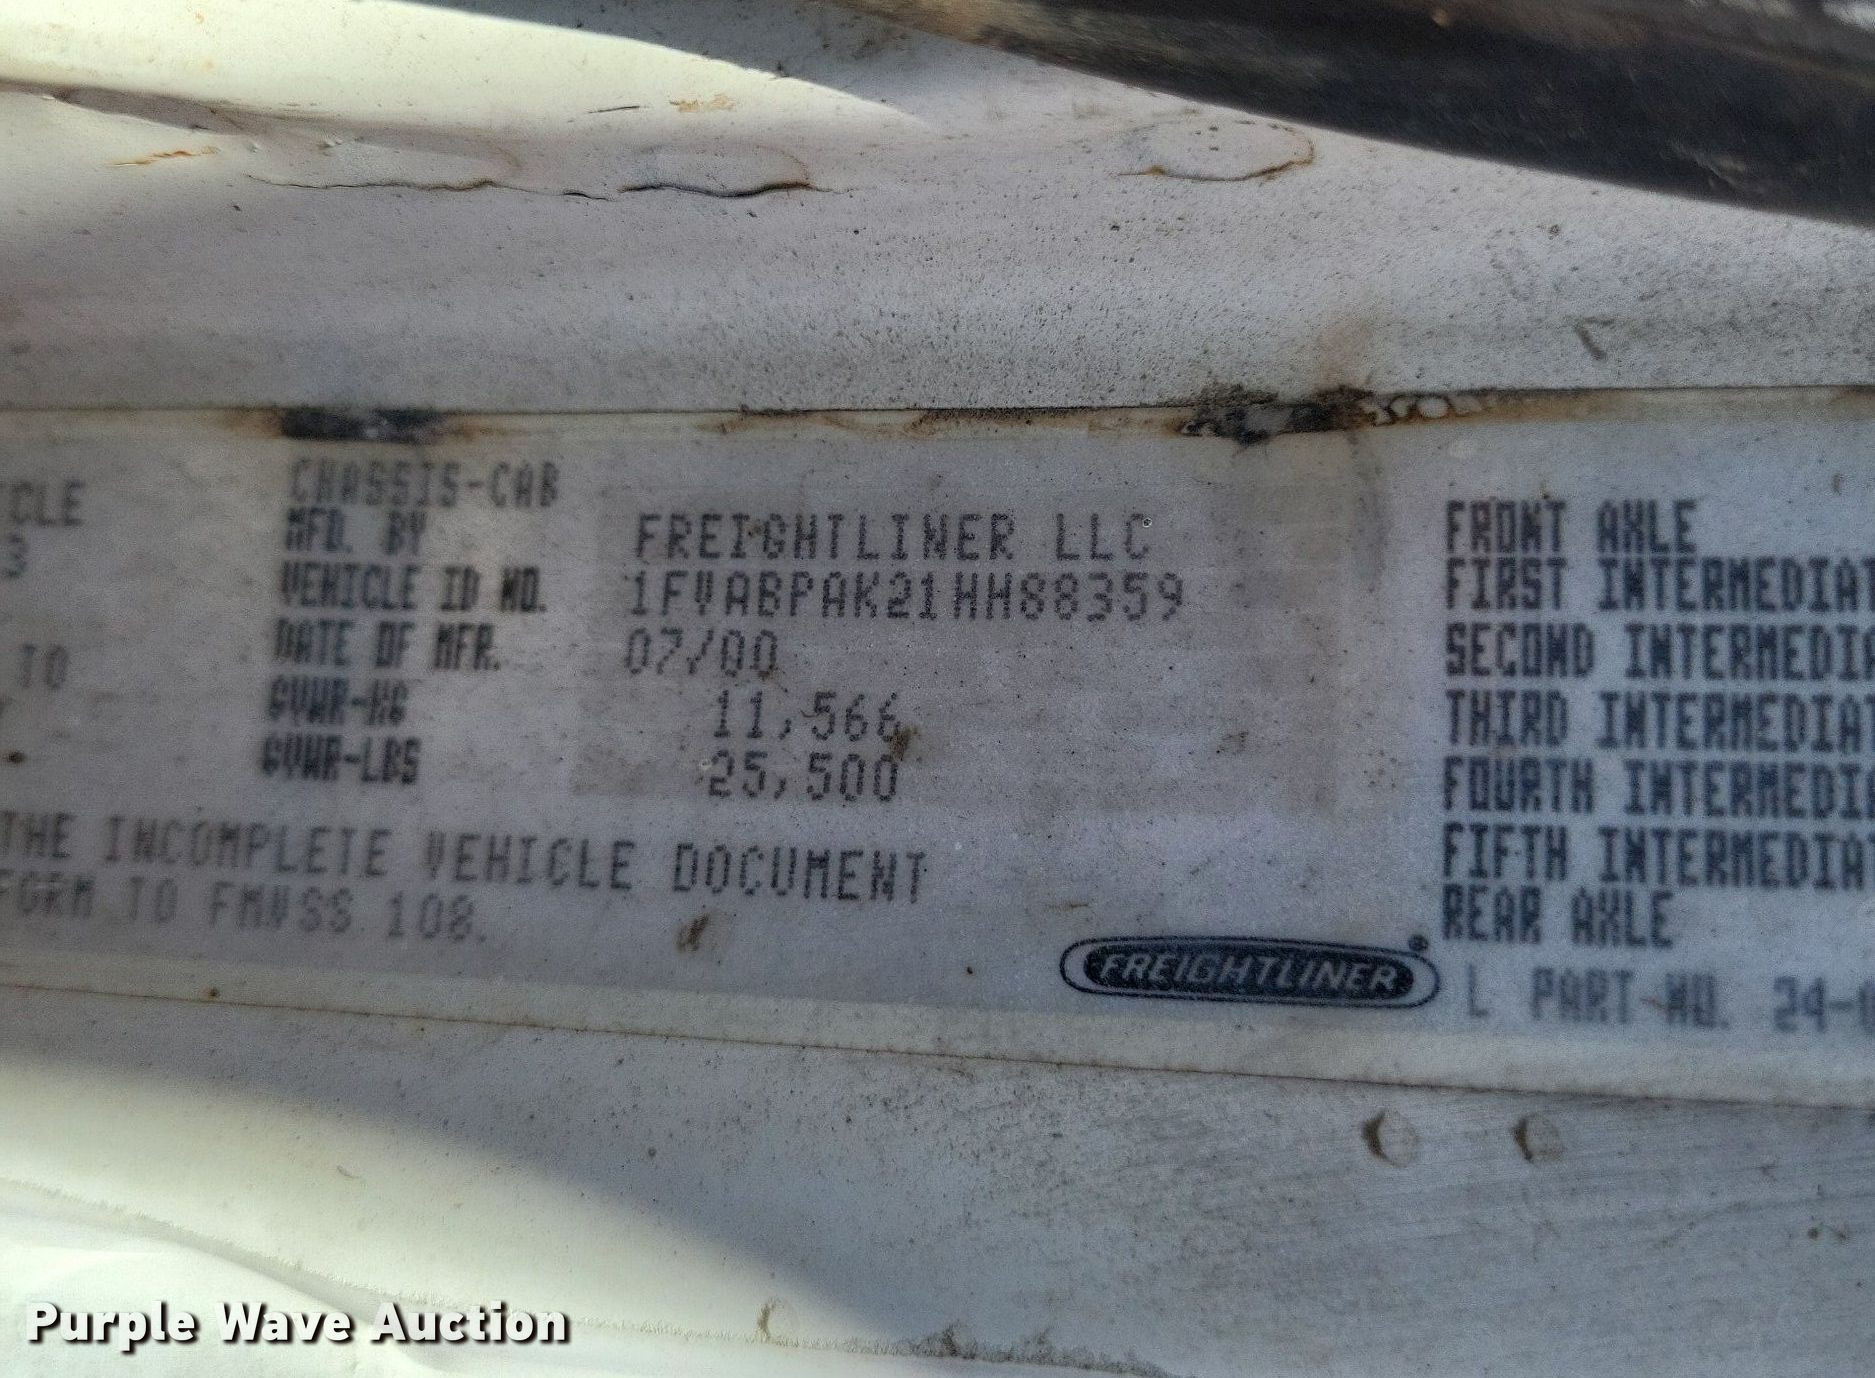 CLE
3
TO
CHASSIS-CAB
MFD. BY FREIGHTLINER LLC
VEHICLE ID NO. 1FVABPAK21HH88359
DATE OF MFR. 07/00
GVWR-KG 11,566
GVWR-LBS 25,500
THE INCOMPLETE VEHICLE DOCUMENT
FORM TO FMVSS 108.
FREIGHTLINER®
FRONT AXLE
FIRST INTERMEDIAT
SECOND INTERMEDIA
THIRD INTERMEDIAT
FOURTH INTERMEDIA
FIFTH INTERMEDIAT
REAR AXLE
L PART NO. 24-
Purple Wave Auction